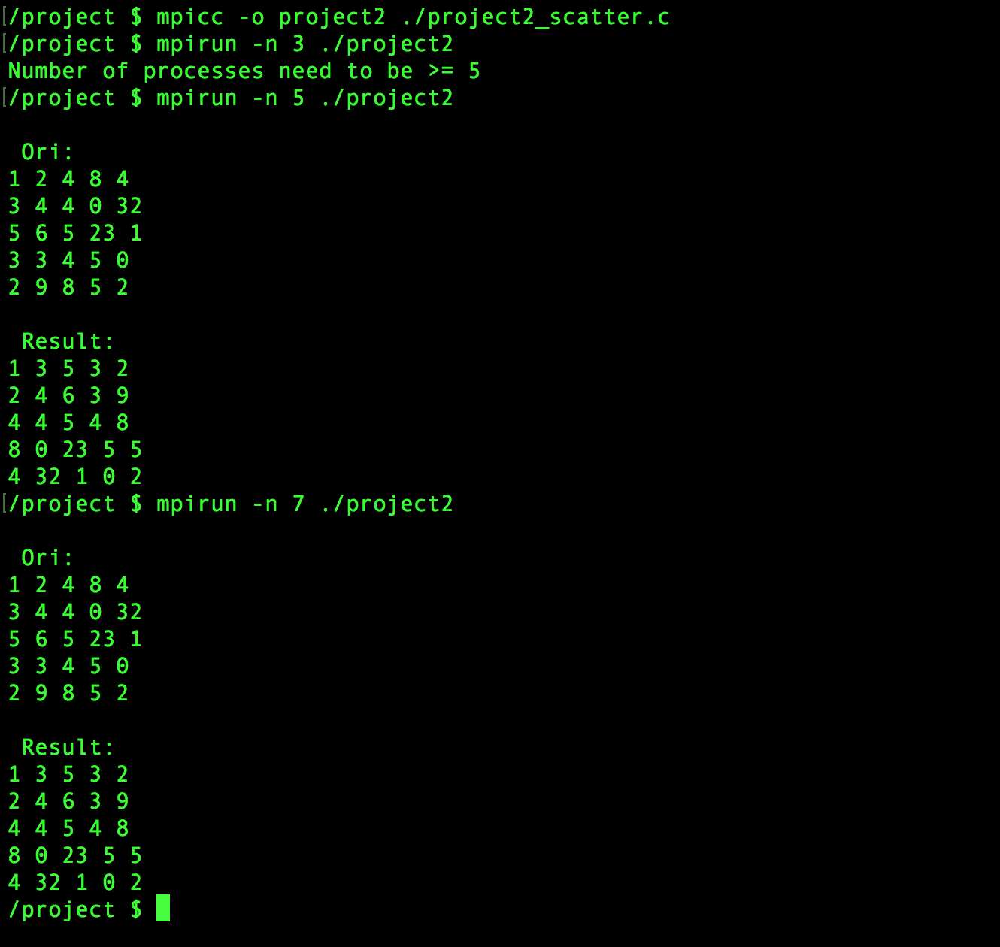 [/project $ mpicc -o project2 ./project2_scatter.c
[/project $ mpirun -n 3 ./project2
Number of processes need to be >= 5
[/project $ mpirun -n 5 ./project2
Ori:
1 2 4 8 4
3 4 4 0 32
5 6 5 23 1
3 3 4 5 0
2 9 8 5 2
Result:
1 3 5 3 2
2 4 6 3 9
4 4 5 4 8
8 0 23 5 5
4 32 1 0 2
[/project $ mpirun -n 7 ./project2
Ori:
1 2 4 8 4
3 4 4 0 32
5 6 5 23 1
3 3 4 5 0
2 9 8 5 2
Result:
1 3 5 3 2
2 4 6 3 9
4 4 5 4 8
8 0 23 5 5
4 32 1 0 2
/project $